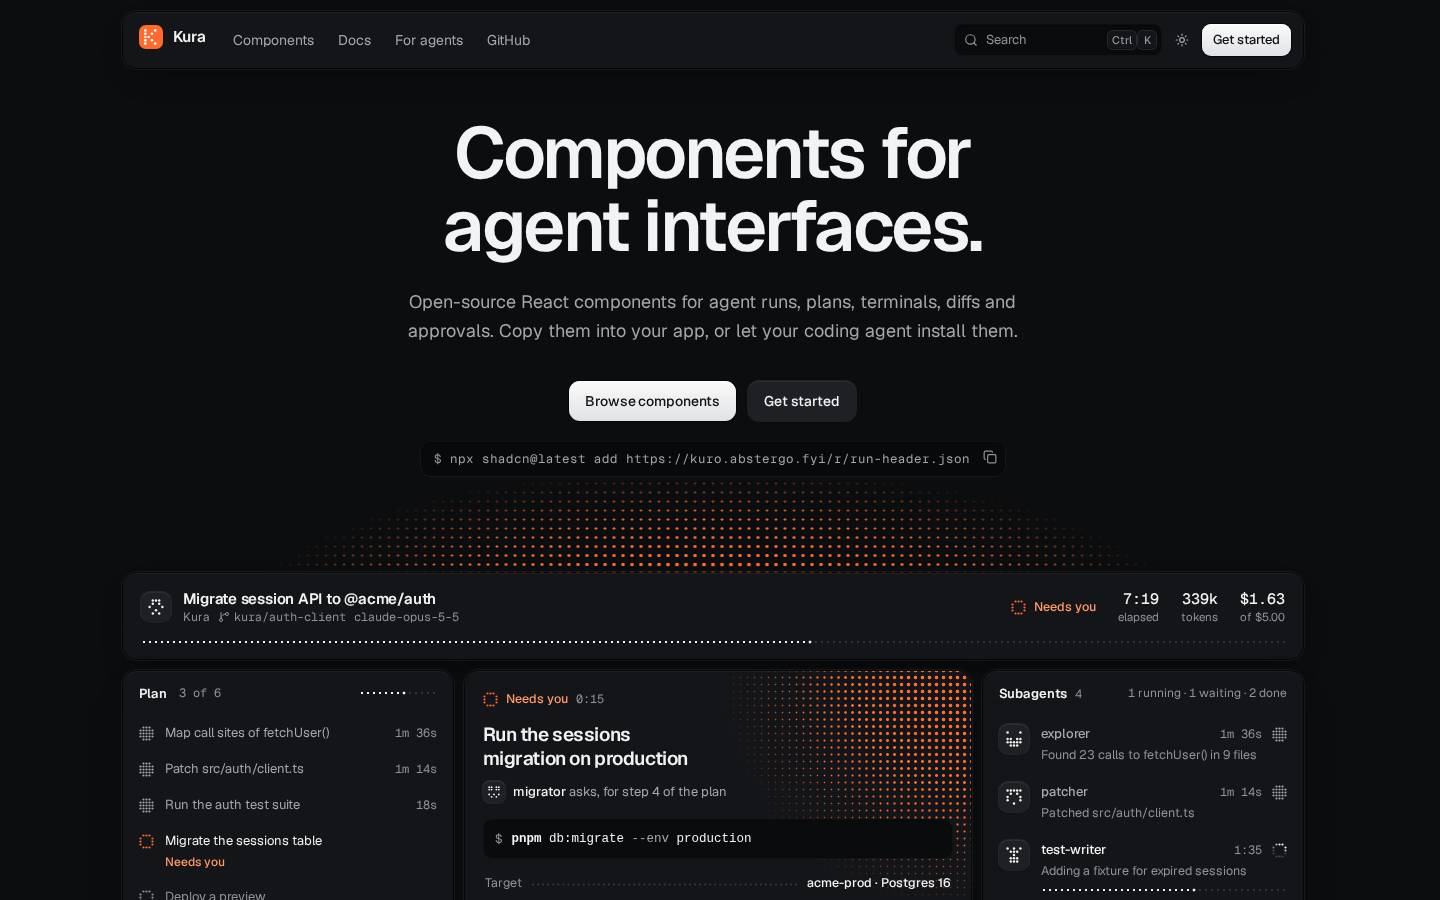 Kura
Components
Docs
For agents
GitHub
Search
Ctrl K
Get started
Components for
agent interfaces.
Open-source React components for agent runs, plans, terminals, diffs and
approvals. Copy them into your app, or let your coding agent install them.
Browse components
Get started
$ npx shadcn@latest add https://kuro.abstergo.fyi/r/run-header.json
Migrate session API to @acme/auth
Kura kura/auth-client claude-opus-5-5
Needs you
7:19
elapsed
339k
tokens
$1.63
of $5.00
Plan 3 of 6
Map call sites of fetchUser() 1m 36s
Patch src/auth/client.ts 1m 14s
Run the auth test suite 18s
Migrate the sessions table
Needs you
Deploy a preview
Needs you 0:15
Run the sessions
migration on production
migrator asks, for step 4 of the plan
$ pnpm db:migrate --env production
Target acme-prod · Postgres 16
Subagents 4 1 running · 1 waiting · 2 done
explorer 1m 36s
Found 23 calls to fetchUser() in 9 files
patcher 1m 14s
Patched src/auth/client.ts
test-writer 1:35
Adding a fixture for expired sessions